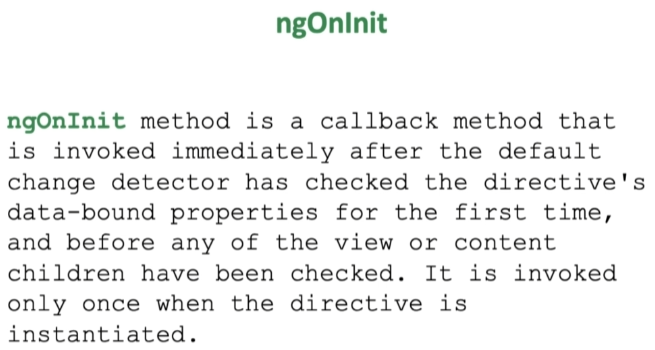 ngOnInit
ngOnInit method is a callback method that
is invoked immediately after the default
change detector has checked the directive's
data-bound properties for the first time,
and before any of the view or content
children have been checked. It is invoked
only once when the directive is
instantiated.